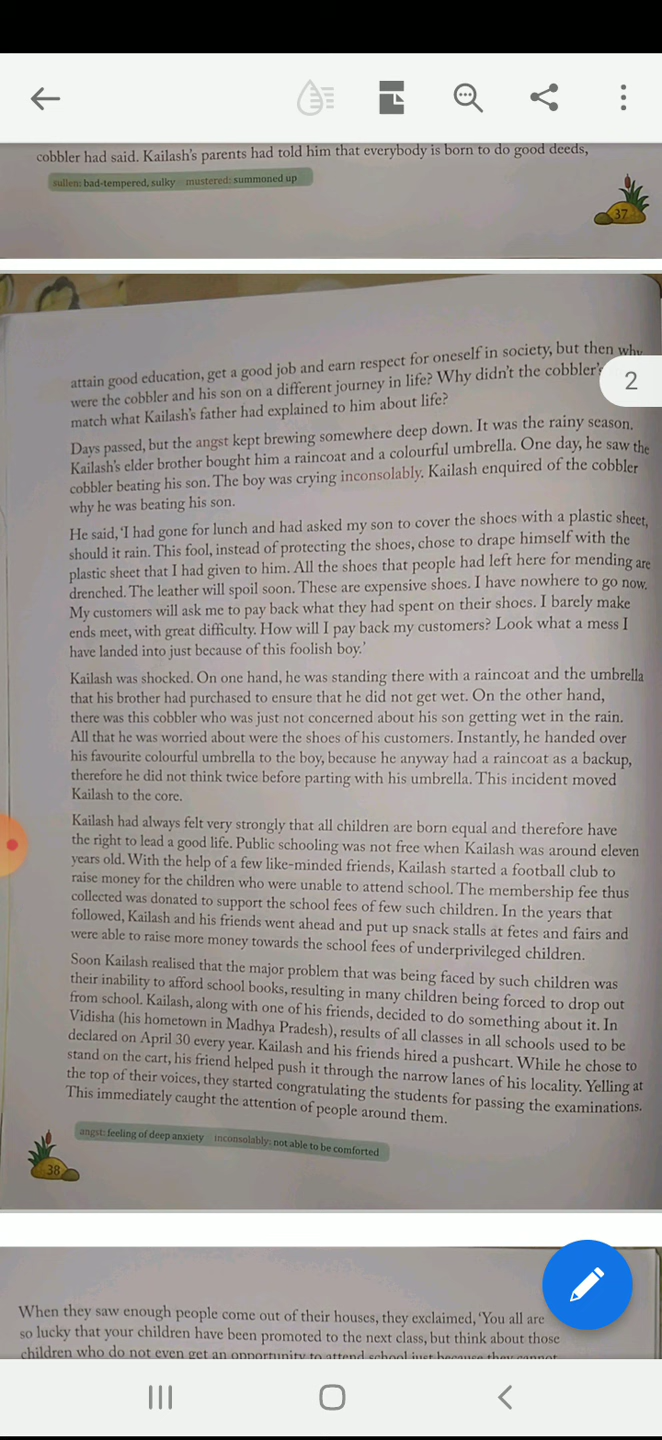 cobbler had said. Kailash's parents had told him that everybody is born to do good deeds,
sullen: bad-tempered, sulky mustered: summoned up
37
attain good education, get a good job and earn respect for oneself in society, but then why
were the cobbler and his son on a different journey in life? Why didn't the cobbler's
2
match what Kailash's father had explained to him about life?
Days passed, but the angst kept brewing somewhere deep down. It was the rainy season.
Kailash's elder brother bought him a raincoat and a colourful umbrella. One day, he saw the
cobbler beating his son. The boy was crying inconsolably. Kailash enquired of the cobbler
why he was beating his son.
He said, 'I had gone for lunch and had asked my son to cover the shoes with a plastic sheet,
should it rain. This fool, instead of protecting the shoes, chose to drape himself with the
plastic sheet that I had given to him. All the shoes that people had left here for mending are
drenched. The leather will spoil soon. These are expensive shoes. I have nowhere to go now.
My customers will ask me to pay back what they had spent on their shoes. I barely make
ends meet, with great difficulty. How will I pay back my customers? Look what a mess I
have landed into just because of this foolish boy.'
Kailash was shocked. On one hand, he was standing there with a raincoat and the umbrella
that his brother had purchased to ensure that he did not get wet. On the other hand,
there was this cobbler who was just not concerned about his son getting wet in the rain.
All that he was worried about were the shoes of his customers. Instantly, he handed over
his favourite colourful umbrella to the boy, because he anyway had a raincoat as a backup,
therefore he did not think twice before parting with his umbrella. This incident moved
Kailash to the core.
Kailash had always felt very strongly that all children are born equal and therefore have
the right to lead a good life. Public schooling was not free when Kailash was around eleven
years old. With the help of a few like-minded friends, Kailash started a football club to
raise money for the children who were unable to attend school. The membership fee thus
collected was donated to support the school fees of few such children. In the years that
followed, Kailash and his friends went ahead and put up snack stalls at fetes and fairs and
were able to raise more money towards the school fees of underprivileged children.
Soon Kailash realised that the major problem that was being faced by such children was
their inability to afford school books, resulting in many children being forced to drop out
from school. Kailash, along with one of his friends, decided to do something about it. In
Vidisha (his hometown in Madhya Pradesh), results of all classes in all schools used to be
declared on April 30 every year. Kailash and his friends hired a pushcart. While he chose to
stand on the cart, his friend helped push it through the narrow lanes of his locality. Yelling at
the top of their voices, they started congratulating the students for passing the examinations.
This immediately caught the attention of people around them.
angst: feeling of deep anxiety inconsolably: not able to be comforted
38
When they saw enough people come out of their houses, they exclaimed, 'You all are
so lucky that your children have been promoted to the next class, but think about those
children who do not even get an opportunity to attend school just because they cannot